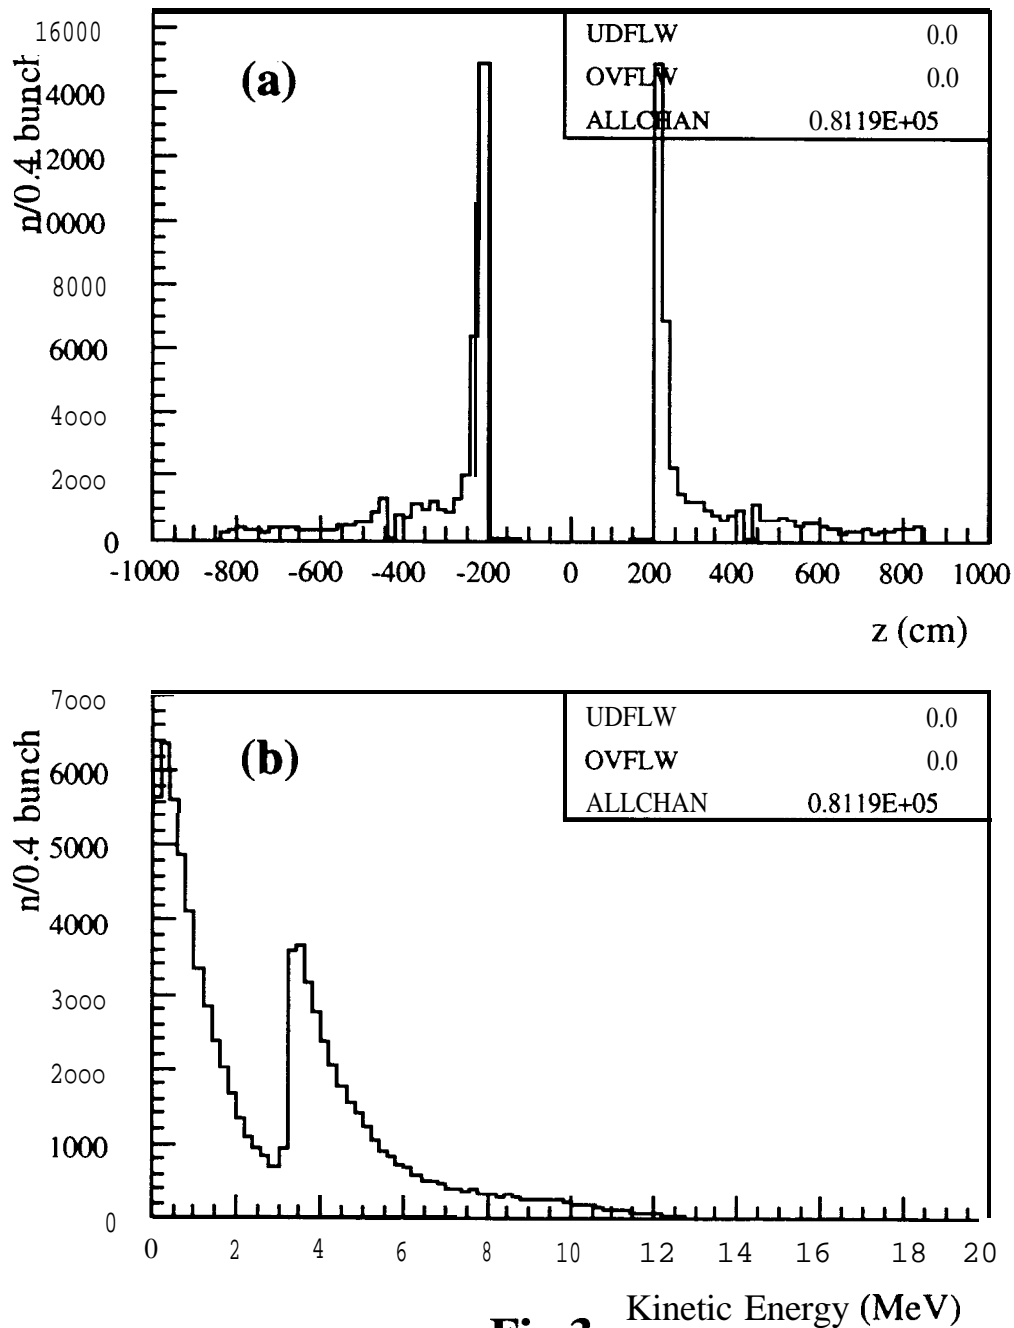 (a)
UDFLW 0.0
OVFLW 0.0
ALLCHAN 0.8119E+05
n/0.4 bunch
16000
14000
12000
10000
8000
6000
4000
2000
0
-1000 -800 -600 -400 -200 0 200 400 600 800 1000
z (cm)
(b)
UDFLW 0.0
OVFLW 0.0
ALLCHAN 0.8119E+05
n/0.4 bunch
7000
6000
5000
4000
3000
2000
1000
0
0 2 4 6 8 10 12 14 16 18 20
Kinetic Energy (MeV)